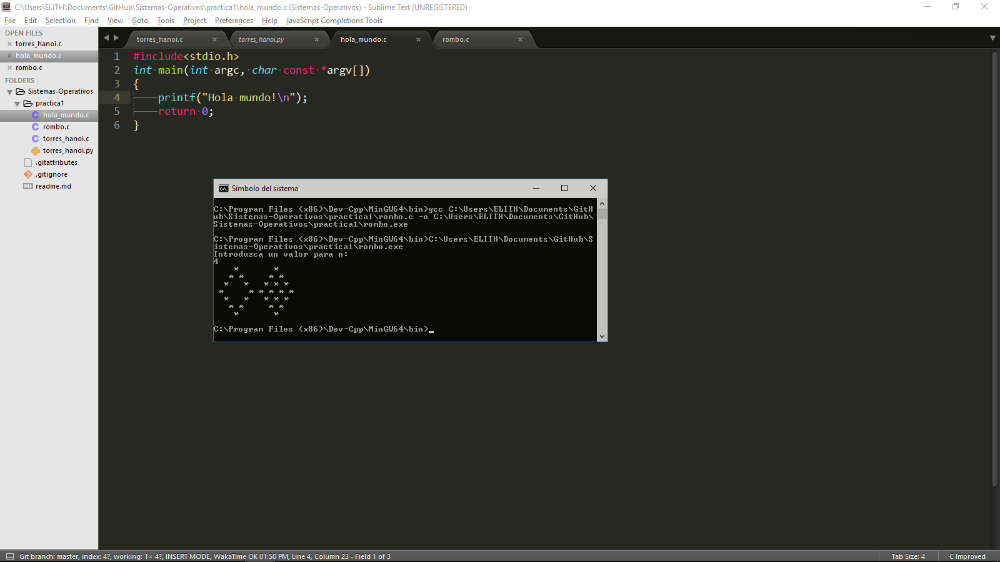 C:\Users\ELITH\Documents\GitHub\Sistemas-Operativos\practica1\hola_mundo.c (Sistemas-Operativos) - Sublime Text (UNREGISTERED)
File Edit Selection Find View Goto Tools Project Preferences Help JavaScript Completions Tools
OPEN FILES
torres_hanoi.c
hola_mundo.c
rombo.c
FOLDERS
Sistemas-Operativos
practica1
hola_mundo.c
rombo.c
torres_hanoi.c
torres_hanoi.py
.gitattributes
.gitignore
readme.md
torres_hanoi.c torres_hanoi.py hola_mundo.c rombo.c
1 #include<stdio.h>
2 int main(int argc, char const *argv[])
3 {
4 printf("Hola mundo!\n");
5 return 0;
6 }
Símbolo del sistema
C:\Program Files (x86)\Dev-Cpp\MinGW64\bin>gcc C:\Users\ELITH\Documents\GitH
ub\Sistemas-Operativos\practica1\rombo.c -o C:\Users\ELITH\Documents\GitHub\
Sistemas-Operativos\practica1\rombo.exe
C:\Program Files (x86)\Dev-Cpp\MinGW64\bin>C:\Users\ELITH\Documents\GitHub\S
istemas-Operativos\practica1\rombo.exe
Introduzca un valor para n:
4
    *       *
   * *     * *
  *   *   * * *
 *     * * * * *
  *   *   * * *
   * *     * *
    *       *
C:\Program Files (x86)\Dev-Cpp\MinGW64\bin>_
Git branch: master, index: 4?, working: 1× 4?, INSERT MODE, WakaTime OK 01:50 PM, Line 4, Column 23 - Field 1 of 3
Tab Size: 4 C Improved